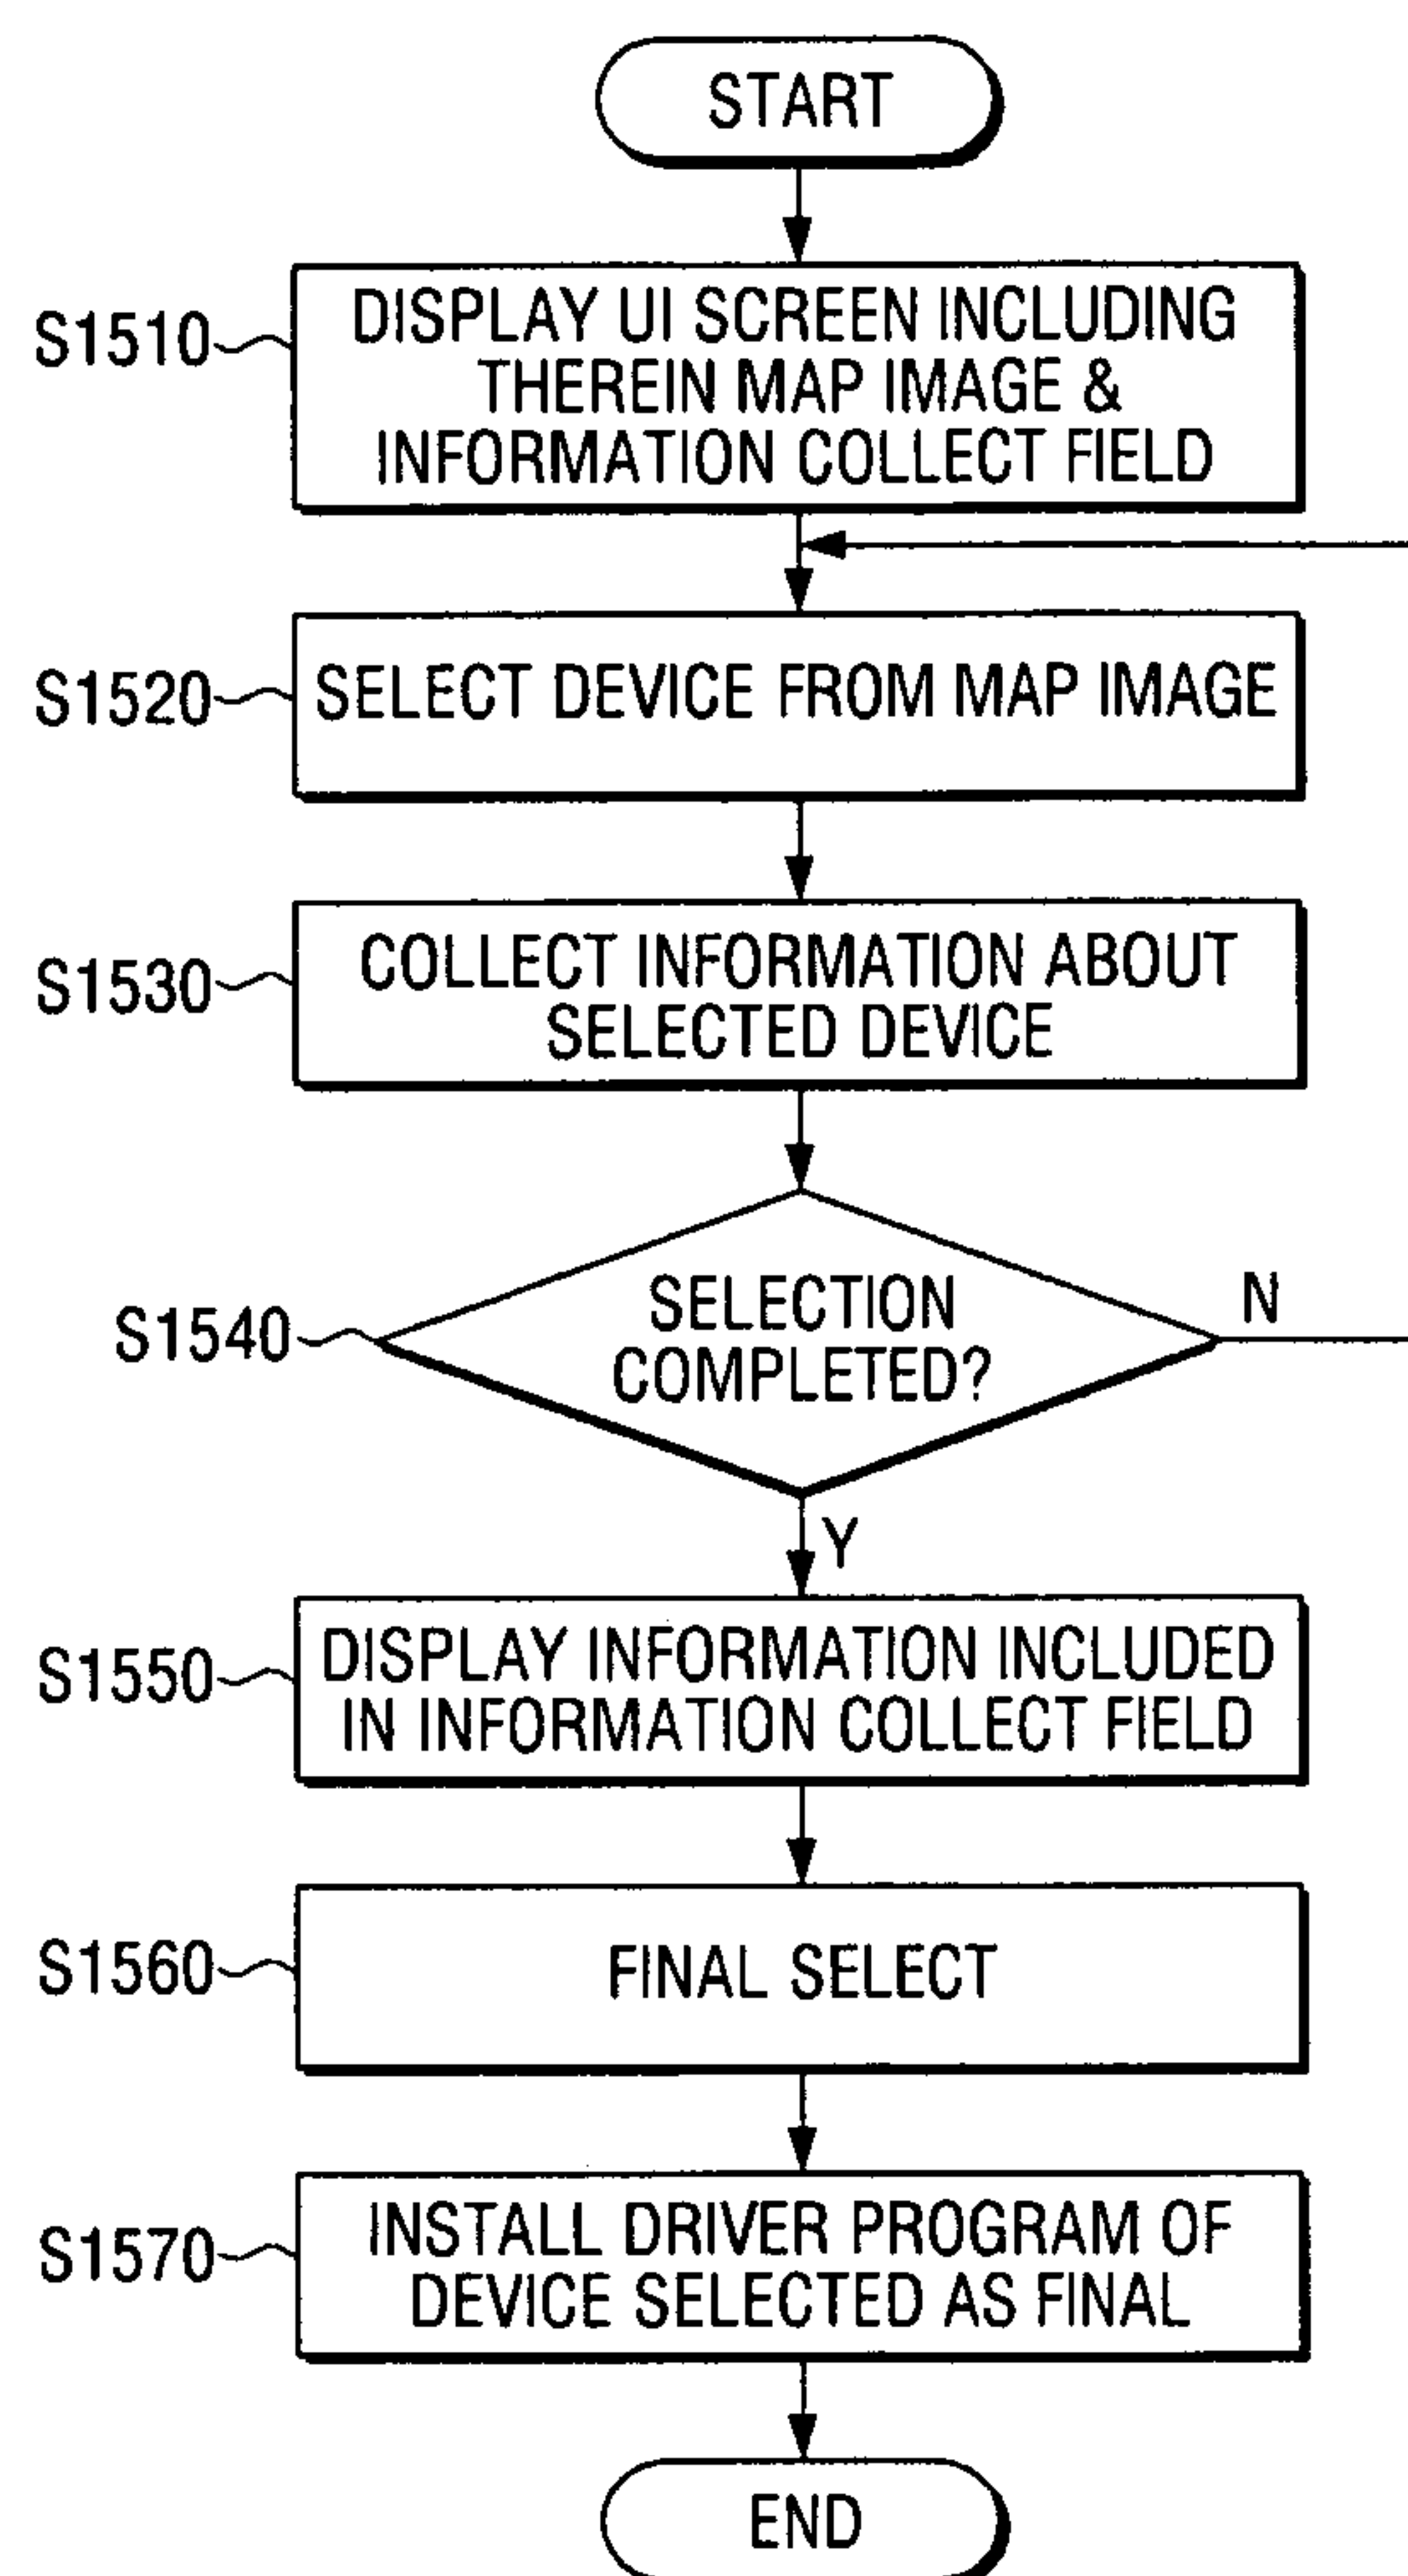 START
S1510
DISPLAY UI SCREEN INCLUDING
THEREIN MAP IMAGE &
INFORMATION COLLECT FIELD
S1520
SELECT DEVICE FROM MAP IMAGE
S1530
COLLECT INFORMATION ABOUT
SELECTED DEVICE
S1540
SELECTION
COMPLETED?
N
Y
S1550
DISPLAY INFORMATION INCLUDED
IN INFORMATION COLLECT FIELD
S1560
FINAL SELECT
S1570
INSTALL DRIVER PROGRAM OF
DEVICE SELECTED AS FINAL
END